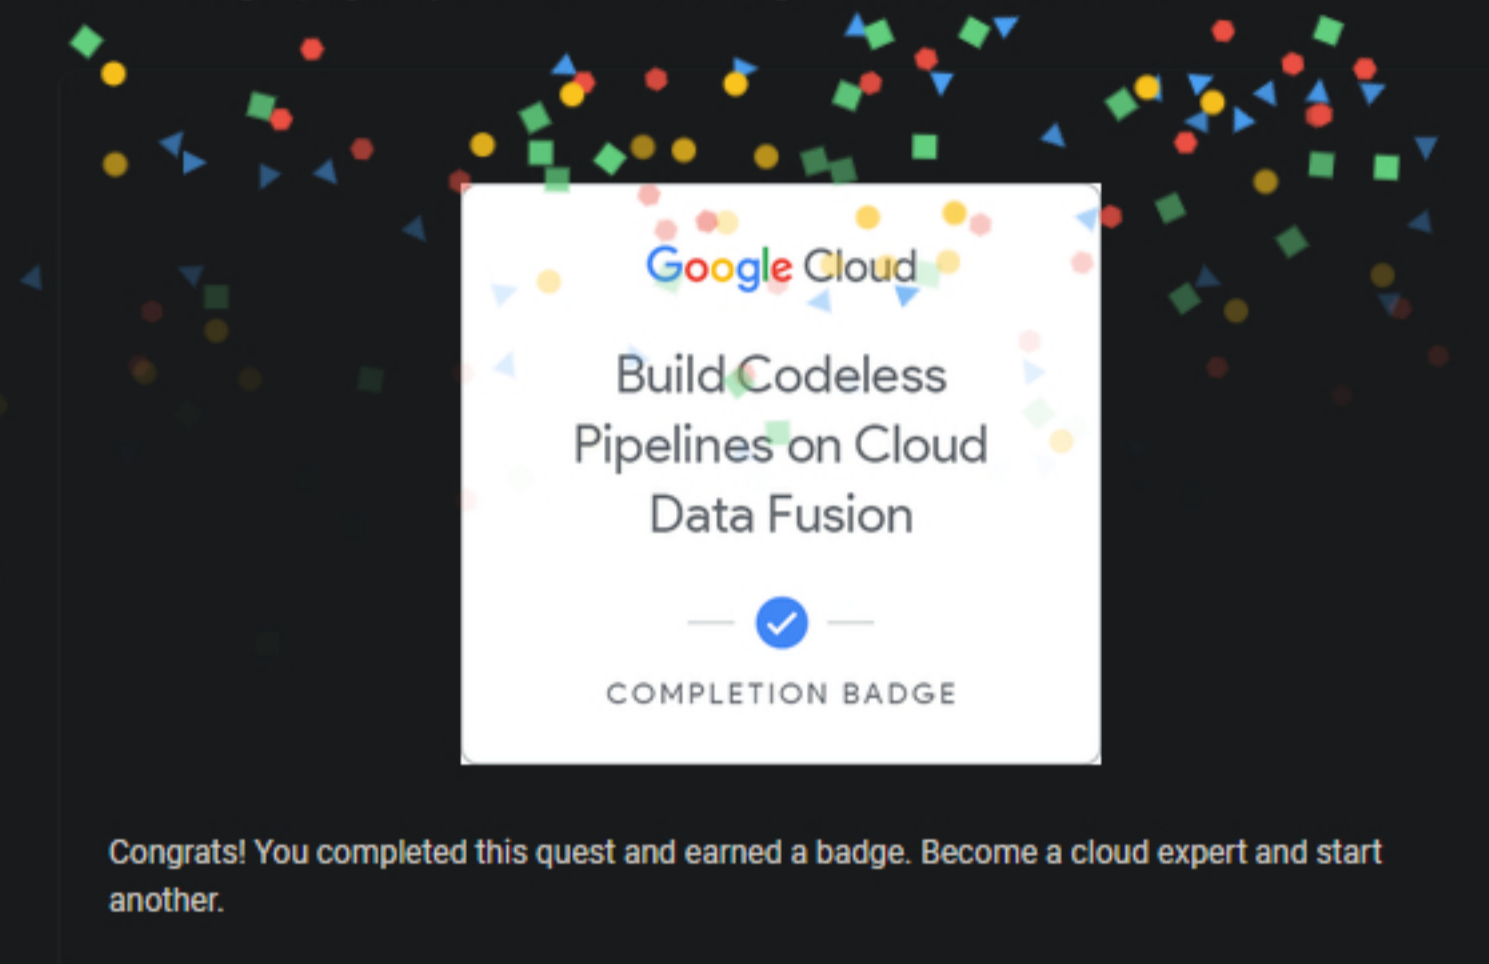 Google Cloud
Build Codeless
Pipelines on Cloud
Data Fusion
COMPLETION BADGE
Congrats! You completed this quest and earned a badge. Become a cloud expert and start
another.